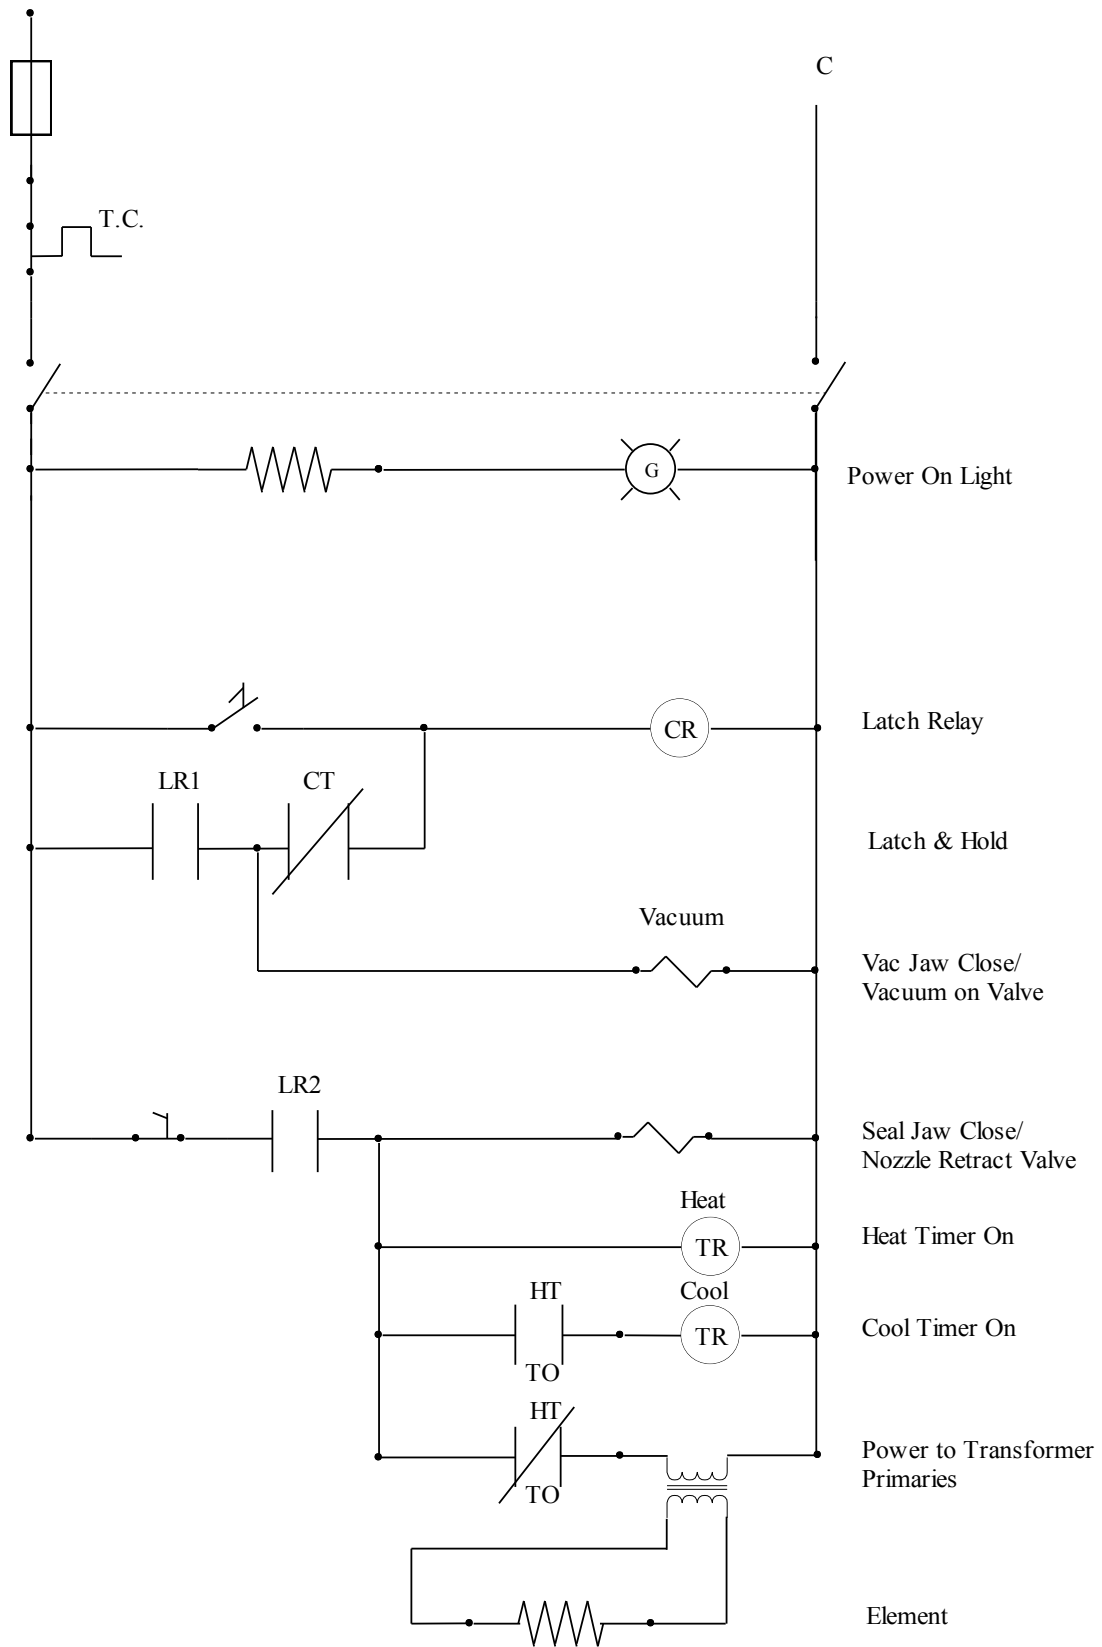 C
T.C.
G
Power On Light
CR
Latch Relay
LR1
CT
Latch & Hold
Vacuum
Vac Jaw Close/
Vacuum on Valve
LR2
Seal Jaw Close/
Nozzle Retract Valve
Heat
TR
Heat Timer On
HT
Cool
TR
Cool Timer On
TO
HT
Power to Transformer
Primaries
TO
Element